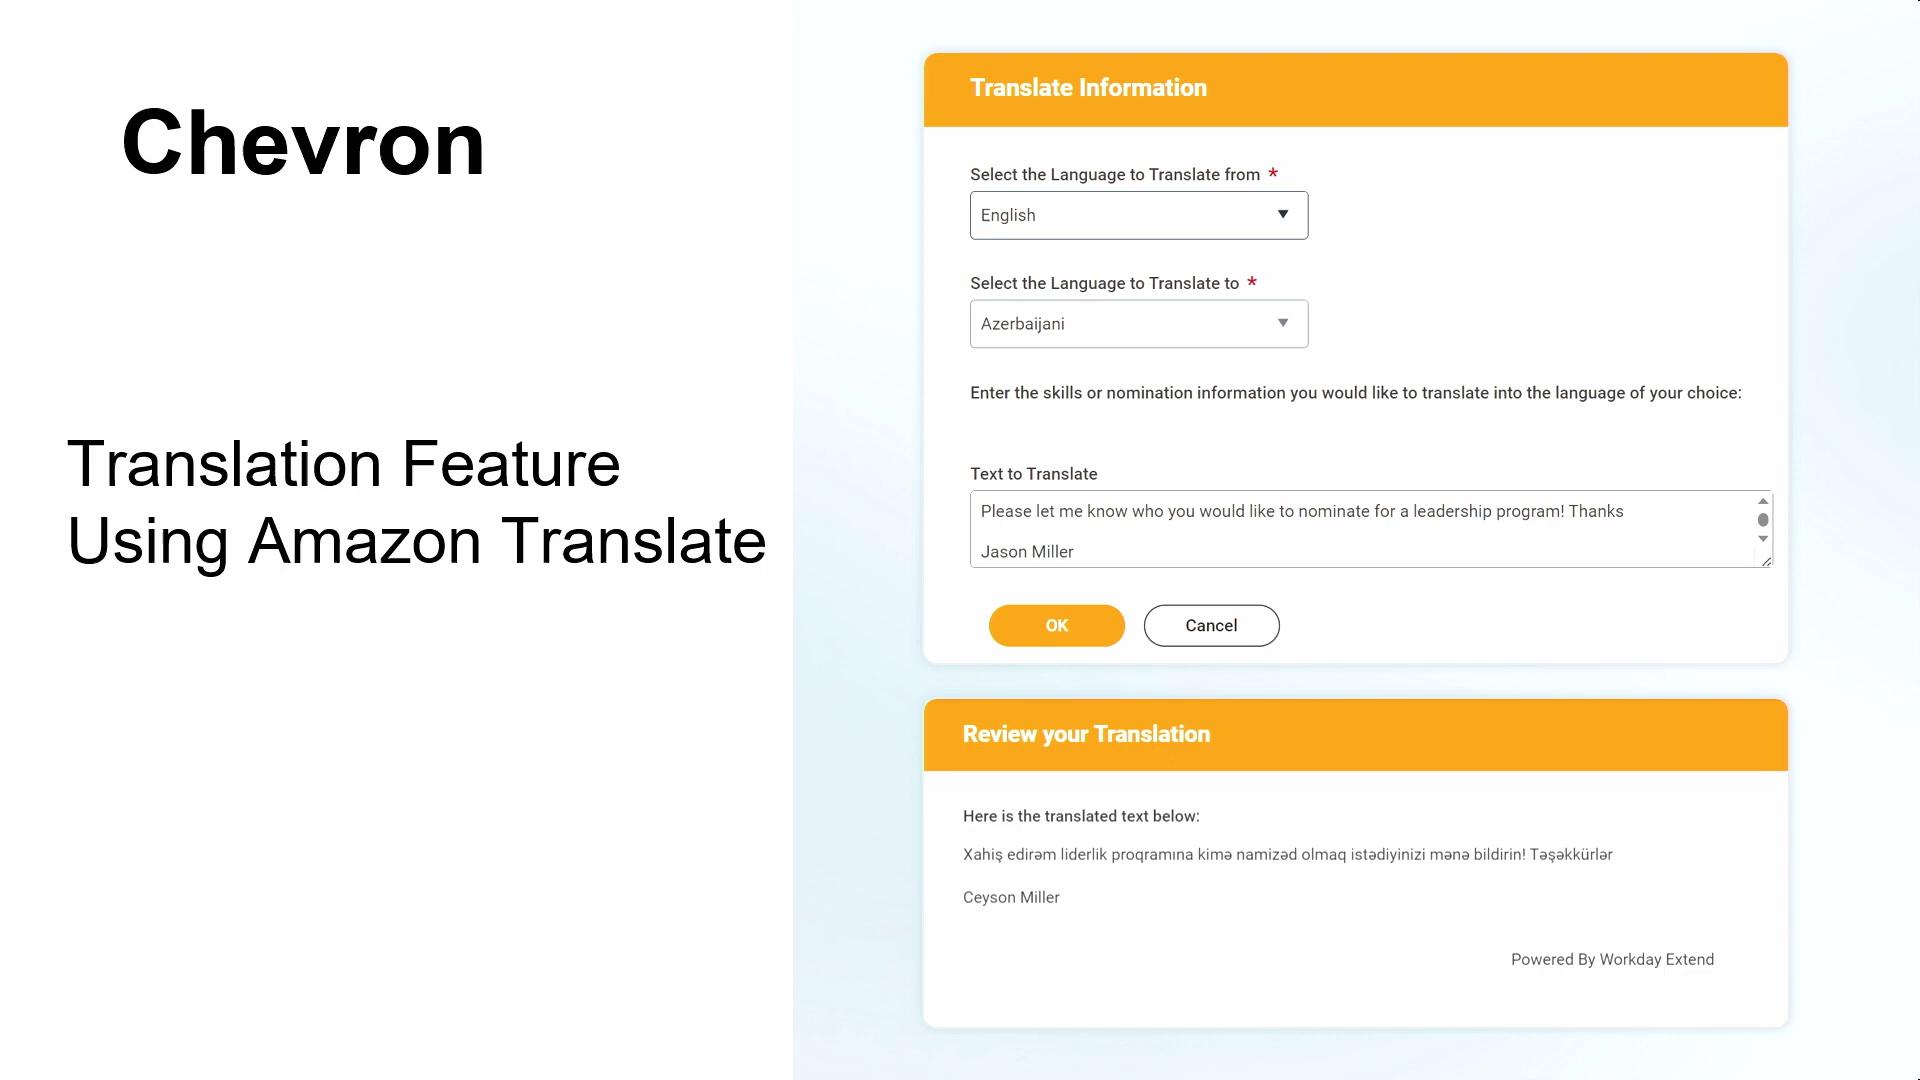 Chevron
Translation Feature
Using Amazon Translate
Translate Information
Select the Language to Translate from *
English
Select the Language to Translate to *
Azerbaijani
Enter the skills or nomination information you would like to translate into the language of your choice:
Text to Translate
Please let me know who you would like to nominate for a leadership program! Thanks
Jason Miller
OK
Cancel
Review your Translation
Here is the translated text below:
Xahiş edirəm liderlik proqramına kimə namizəd olmaq istədiyinizi mənə bildirin! Təşəkkürlər
Ceyson Miller
Powered By Workday Extend